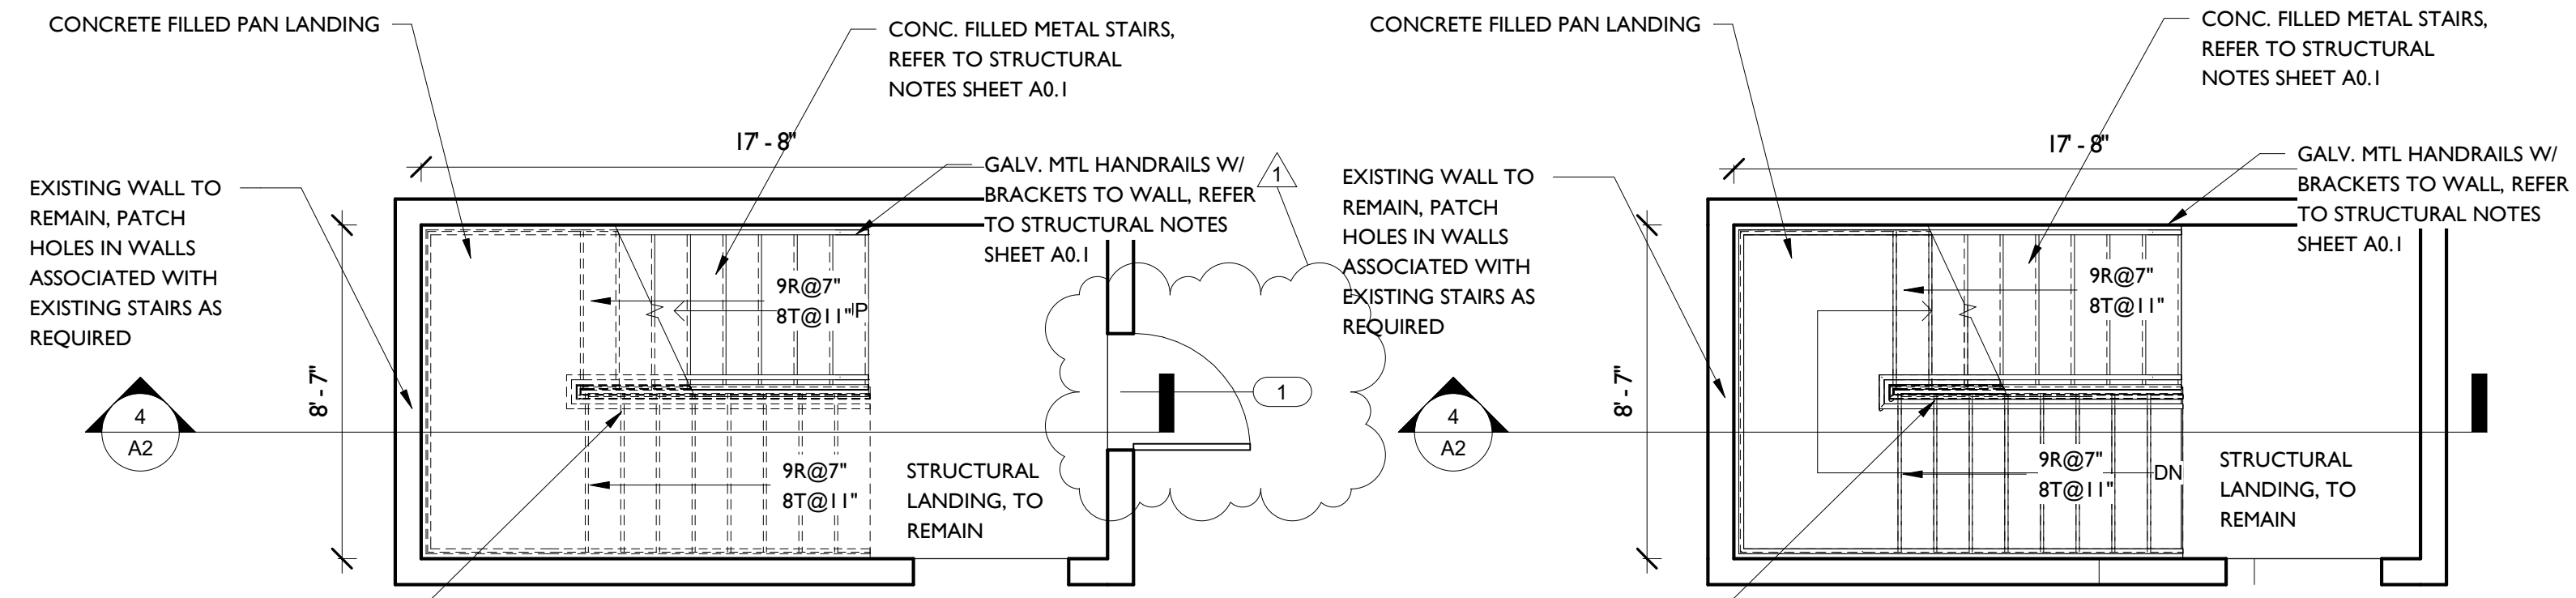 CONCRETE FILLED PAN LANDING
CONC. FILLED METAL STAIRS,
REFER TO STRUCTURAL
NOTES SHEET A0.1
17' - 8"
GALV. MTL HANDRAILS W/
BRACKETS TO WALL, REFER
TO STRUCTURAL NOTES
SHEET A0.1
1
EXISTING WALL TO
REMAIN, PATCH
HOLES IN WALLS
ASSOCIATED WITH
EXISTING STAIRS AS
REQUIRED
8' - 7"
4
A2
9R@7"
8T@11"
9R@7"
8T@11"
STRUCTURAL
LANDING, TO
REMAIN
1
CONCRETE FILLED PAN LANDING
CONC. FILLED METAL STAIRS,
REFER TO STRUCTURAL
NOTES SHEET A0.1
17' - 8"
GALV. MTL HANDRAILS W/
BRACKETS TO WALL, REFER
TO STRUCTURAL NOTES
SHEET A0.1
EXISTING WALL TO
REMAIN, PATCH
HOLES IN WALLS
ASSOCIATED WITH
EXISTING STAIRS AS
REQUIRED
8' - 7"
4
A2
9R@7"
8T@11"
9R@7"
8T@11"
DN
STRUCTURAL
LANDING, TO
REMAIN